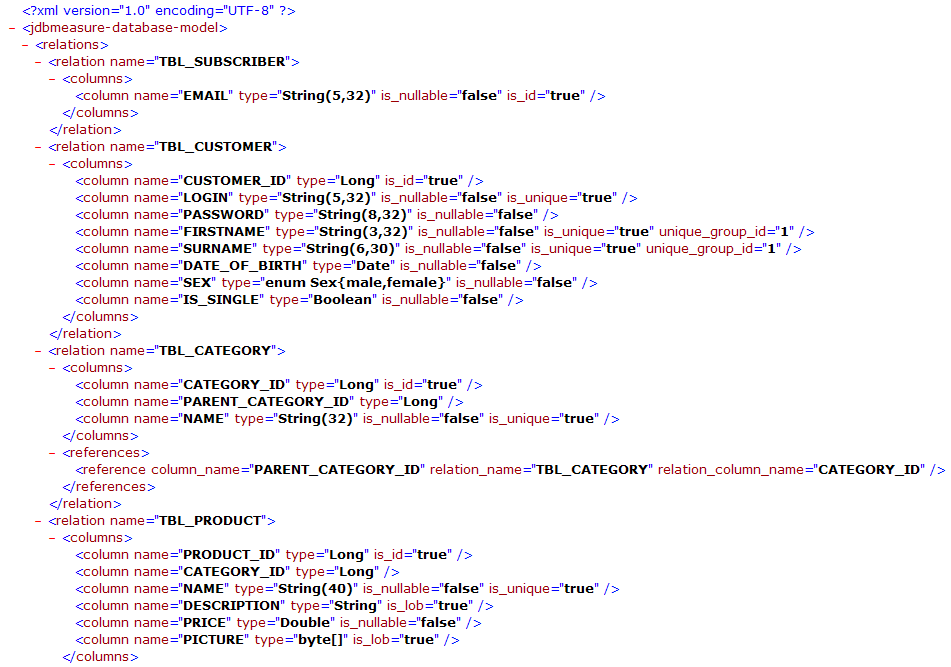 <?xml version="1.0" encoding="UTF-8" ?>
- <jdbmeasure-database-model>
- <relations>
- <relation name="TBL_SUBSCRIBER">
- <columns>
<column name="EMAIL" type="String(5,32)" is_nullable="false" is_id="true" />
</columns>
</relation>
- <relation name="TBL_CUSTOMER">
- <columns>
<column name="CUSTOMER_ID" type="Long" is_id="true" />
<column name="LOGIN" type="String(5,32)" is_nullable="false" is_unique="true" />
<column name="PASSWORD" type="String(8,32)" is_nullable="false" />
<column name="FIRSTNAME" type="String(3,32)" is_nullable="false" is_unique="true" unique_group_id="1" />
<column name="SURNAME" type="String(6,30)" is_nullable="false" is_unique="true" unique_group_id="1" />
<column name="DATE_OF_BIRTH" type="Date" is_nullable="false" />
<column name="SEX" type="enum Sex{male,female}" is_nullable="false" />
<column name="IS_SINGLE" type="Boolean" is_nullable="false" />
</columns>
</relation>
- <relation name="TBL_CATEGORY">
- <columns>
<column name="CATEGORY_ID" type="Long" is_id="true" />
<column name="PARENT_CATEGORY_ID" type="Long" />
<column name="NAME" type="String(32)" is_nullable="false" is_unique="true" />
</columns>
- <references>
<reference column_name="PARENT_CATEGORY_ID" relation_name="TBL_CATEGORY" relation_column_name="CATEGORY_ID" />
</references>
</relation>
- <relation name="TBL_PRODUCT">
- <columns>
<column name="PRODUCT_ID" type="Long" is_id="true" />
<column name="CATEGORY_ID" type="Long" />
<column name="NAME" type="String(40)" is_nullable="false" is_unique="true" />
<column name="DESCRIPTION" type="String" is_lob="true" />
<column name="PRICE" type="Double" is_nullable="false" />
<column name="PICTURE" type="byte[]" is_lob="true" />
</columns>